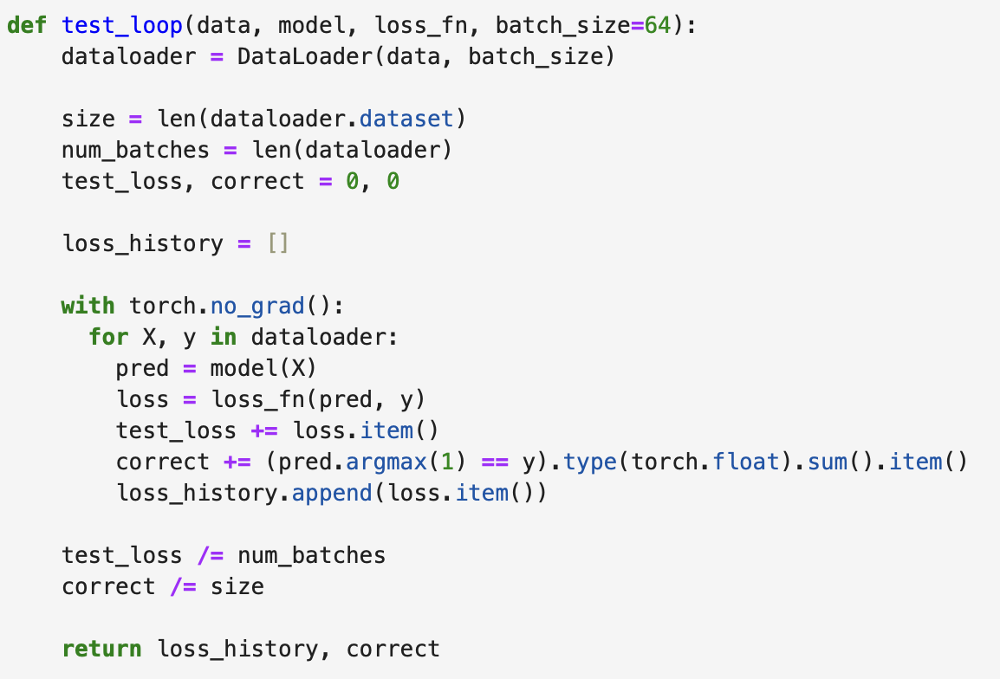 def test_loop(data, model, loss_fn, batch_size=64):
    dataloader = DataLoader(data, batch_size)

    size = len(dataloader.dataset)
    num_batches = len(dataloader)
    test_loss, correct = 0, 0

    loss_history = []

    with torch.no_grad():
      for X, y in dataloader:
        pred = model(X)
        loss = loss_fn(pred, y)
        test_loss += loss.item()
        correct += (pred.argmax(1) == y).type(torch.float).sum().item()
        loss_history.append(loss.item())

    test_loss /= num_batches
    correct /= size

    return loss_history, correct